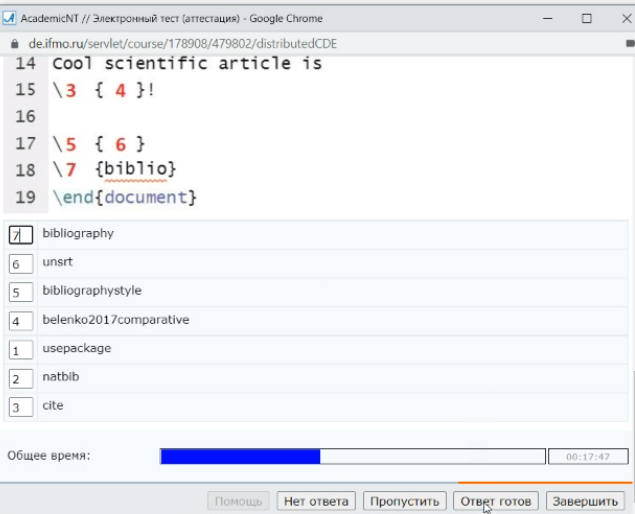 AcademicNT // Электронный тест (аттестация) - Google Chrome
de.ifmo.ru/servlet/course/178908/479802/distributedCDE
14 Cool scientific article is
15 \3 { 4 }!
16
17 \5 { 6 }
18 \7 {biblio}
19 \end{document}
7 bibliography
6 unsrt
5 bibliographystyle
4 belenko2017comparative
1 usepackage
2 natbib
3 cite
Общее время: 00:17:47
Помощь Нет ответа Пропустить Ответ готов Завершить